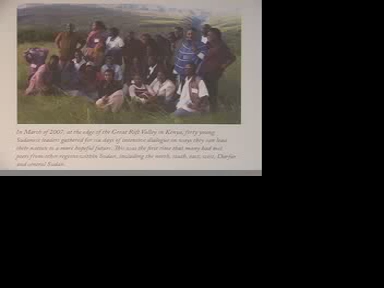 In March of 2007, at the edge of the Great Rift Valley in Kenya, forty young
Sudanese leaders gathered for six days of intensive dialogue on ways they can lead
their nation to a more hopeful future. This was the first time that many had met
peers from other regions within Sudan, including the north, south, east, west, Darfur
and central Sudan.